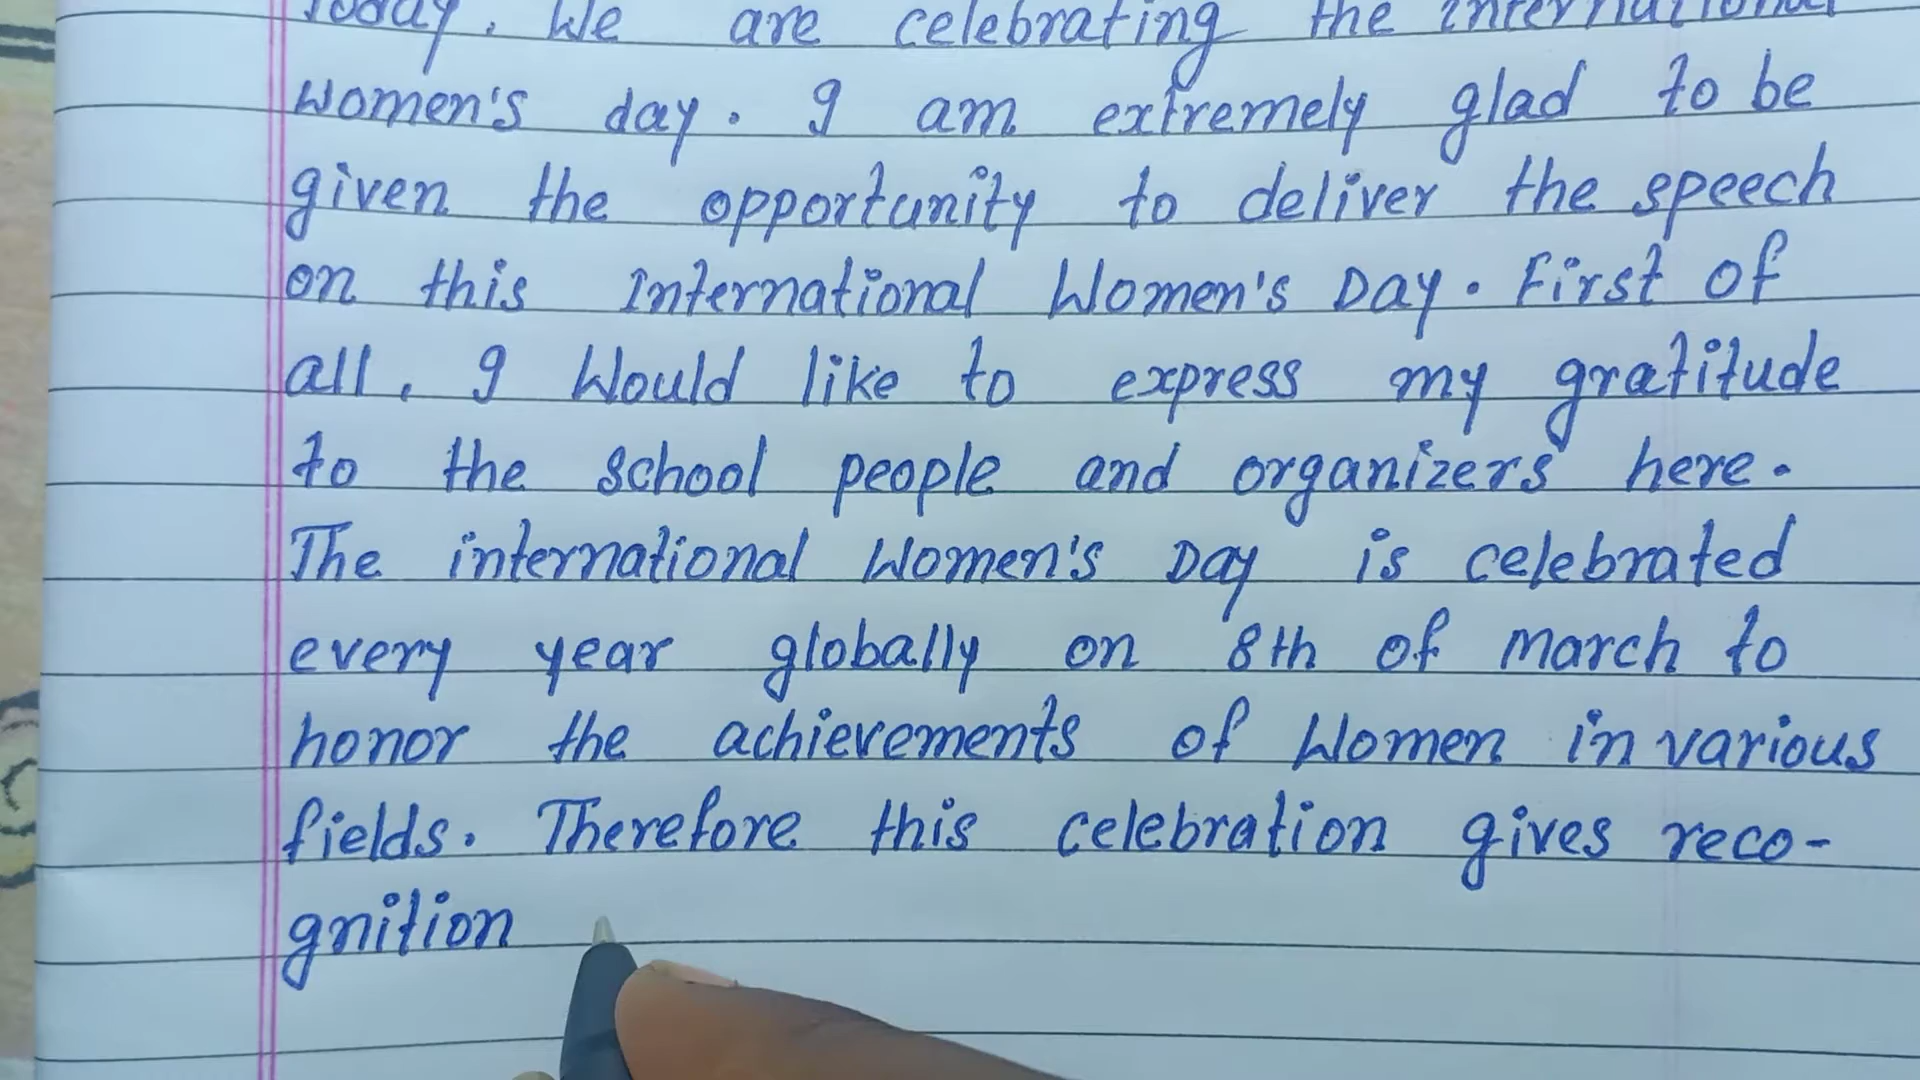 Today, We are celebrating the International
Women's day. I am extremely glad to be
given the opportunity to deliver the speech
on this International Women's Day. First of
all, I Would like to express my gratitude
to the school people and organizers here.
The international Women's Day is celebrated
every year globally on 8th of march to
honor the achievements of Women in various
fields. Therefore this celebration gives reco-
gnition